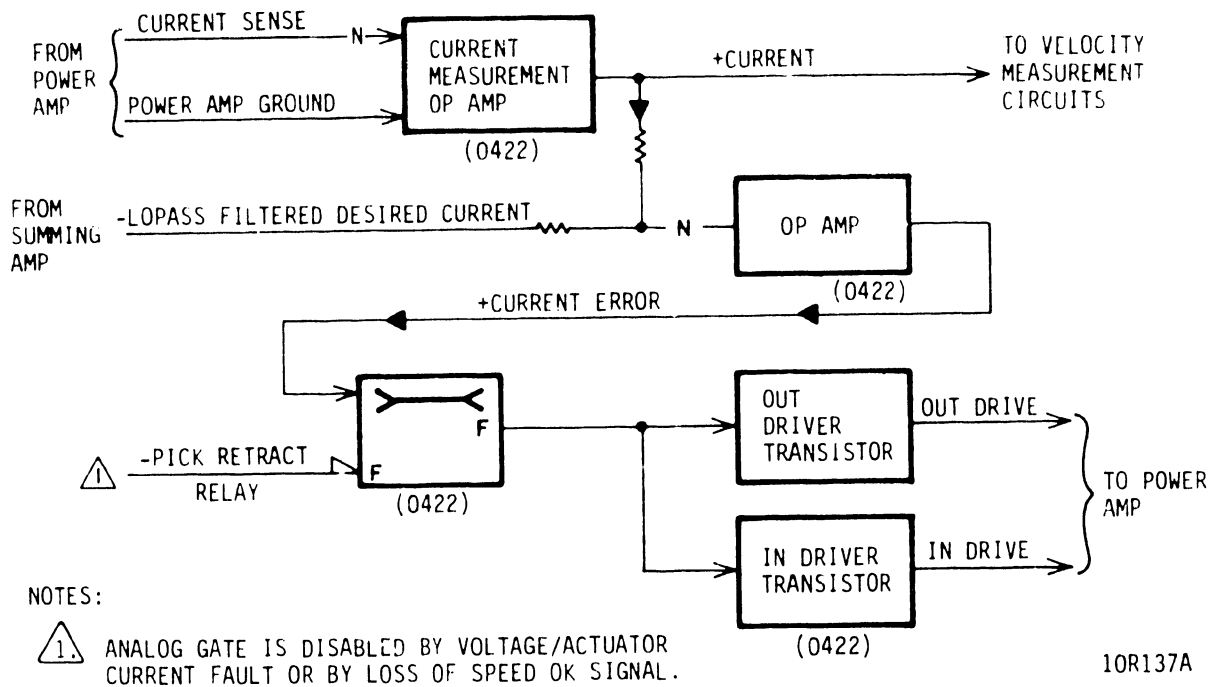 FROM
POWER
AMP
CURRENT SENSE
N
POWER AMP GROUND
CURRENT
MEASUREMENT
OP AMP
(0422)
+CURRENT
TO VELOCITY
MEASUREMENT
CIRCUITS
FROM
SUMMING
AMP
-LOPASS FILTERED DESIRED CURRENT
N
OP AMP
(0422)
+CURRENT ERROR
F
F
(0422)
1
-PICK RETRACT
RELAY
OUT
DRIVER
TRANSISTOR
OUT DRIVE
IN DRIVER
TRANSISTOR
(0422)
IN DRIVE
TO POWER
AMP
NOTES:
1. ANALOG GATE IS DISABLED BY VOLTAGE/ACTUATOR
CURRENT FAULT OR BY LOSS OF SPEED OK SIGNAL.
10R137A